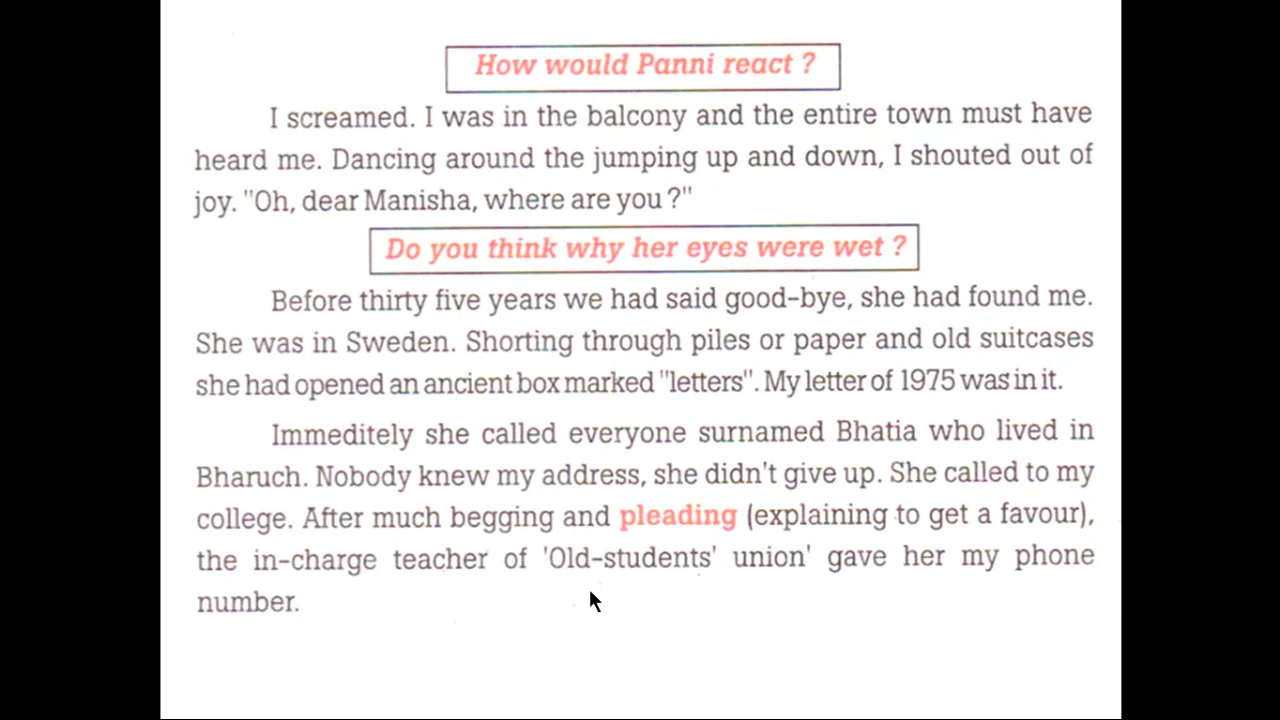 How would Panni react ?
I screamed. I was in the balcony and the entire town must have
heard me. Dancing around the jumping up and down, I shouted out of
joy. "Oh, dear Manisha, where are you ?"
Do you think why her eyes were wet ?
Before thirty five years we had said good-bye, she had found me.
She was in Sweden. Shorting through piles or paper and old suitcases
she had opened an ancient box marked "letters". My letter of 1975 was in it.
Immeditely she called everyone surnamed Bhatia who lived in
Bharuch. Nobody knew my address, she didn't give up. She called to my
college. After much begging and pleading (explaining to get a favour),
the in-charge teacher of 'Old-students' union' gave her my phone
number.